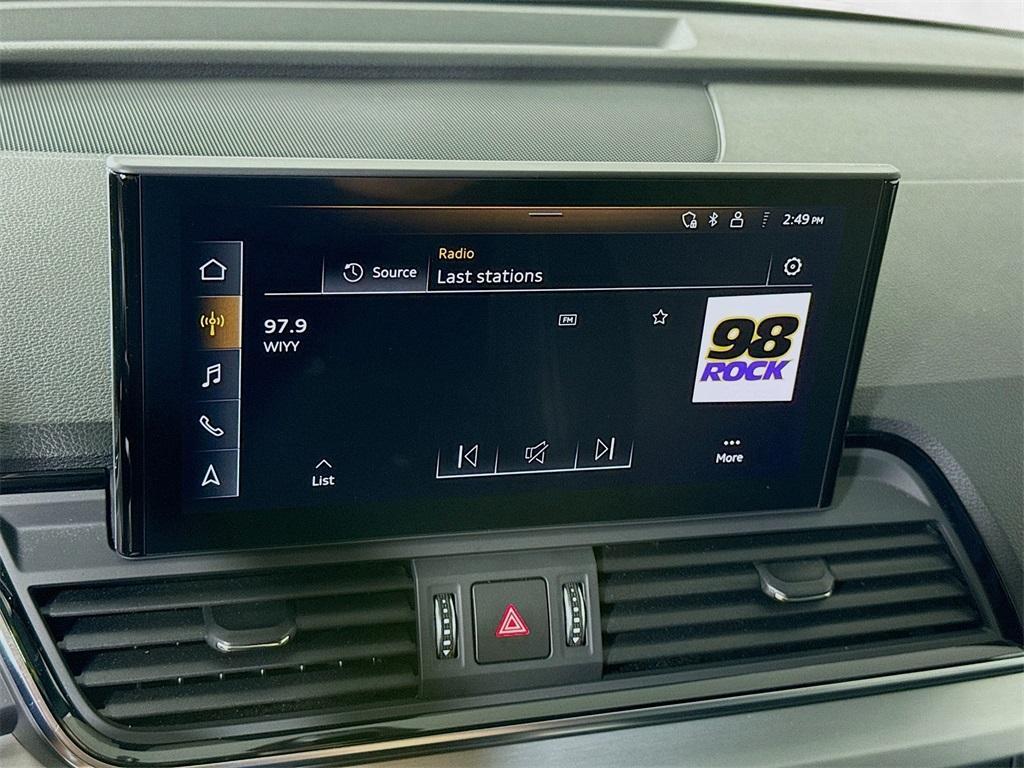 2:49 PM
Radio
Source
Last stations
97.9
FM
WIYY
98
ROCK
List
More